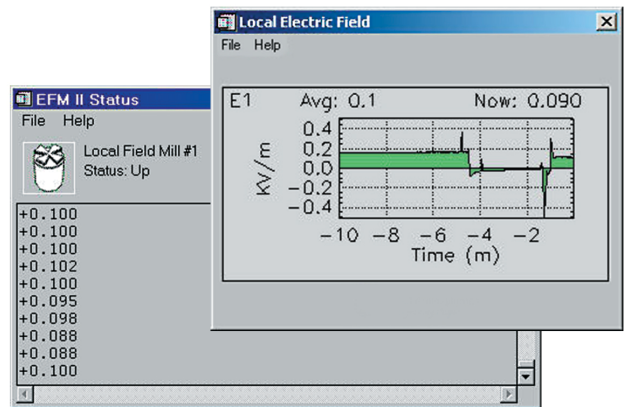 Local Electric Field
File Help
E1 Avg: 0.1 Now: 0.090
0.4
0.2
0.0
-0.2
-0.4
KV/m
-10 -8 -6 -4 -2
Time (m)
EFM II Status
File Help
Local Field Mill #1
Status: Up
+0.100
+0.100
+0.100
+0.102
+0.100
+0.095
+0.098
+0.088
+0.088
+0.100